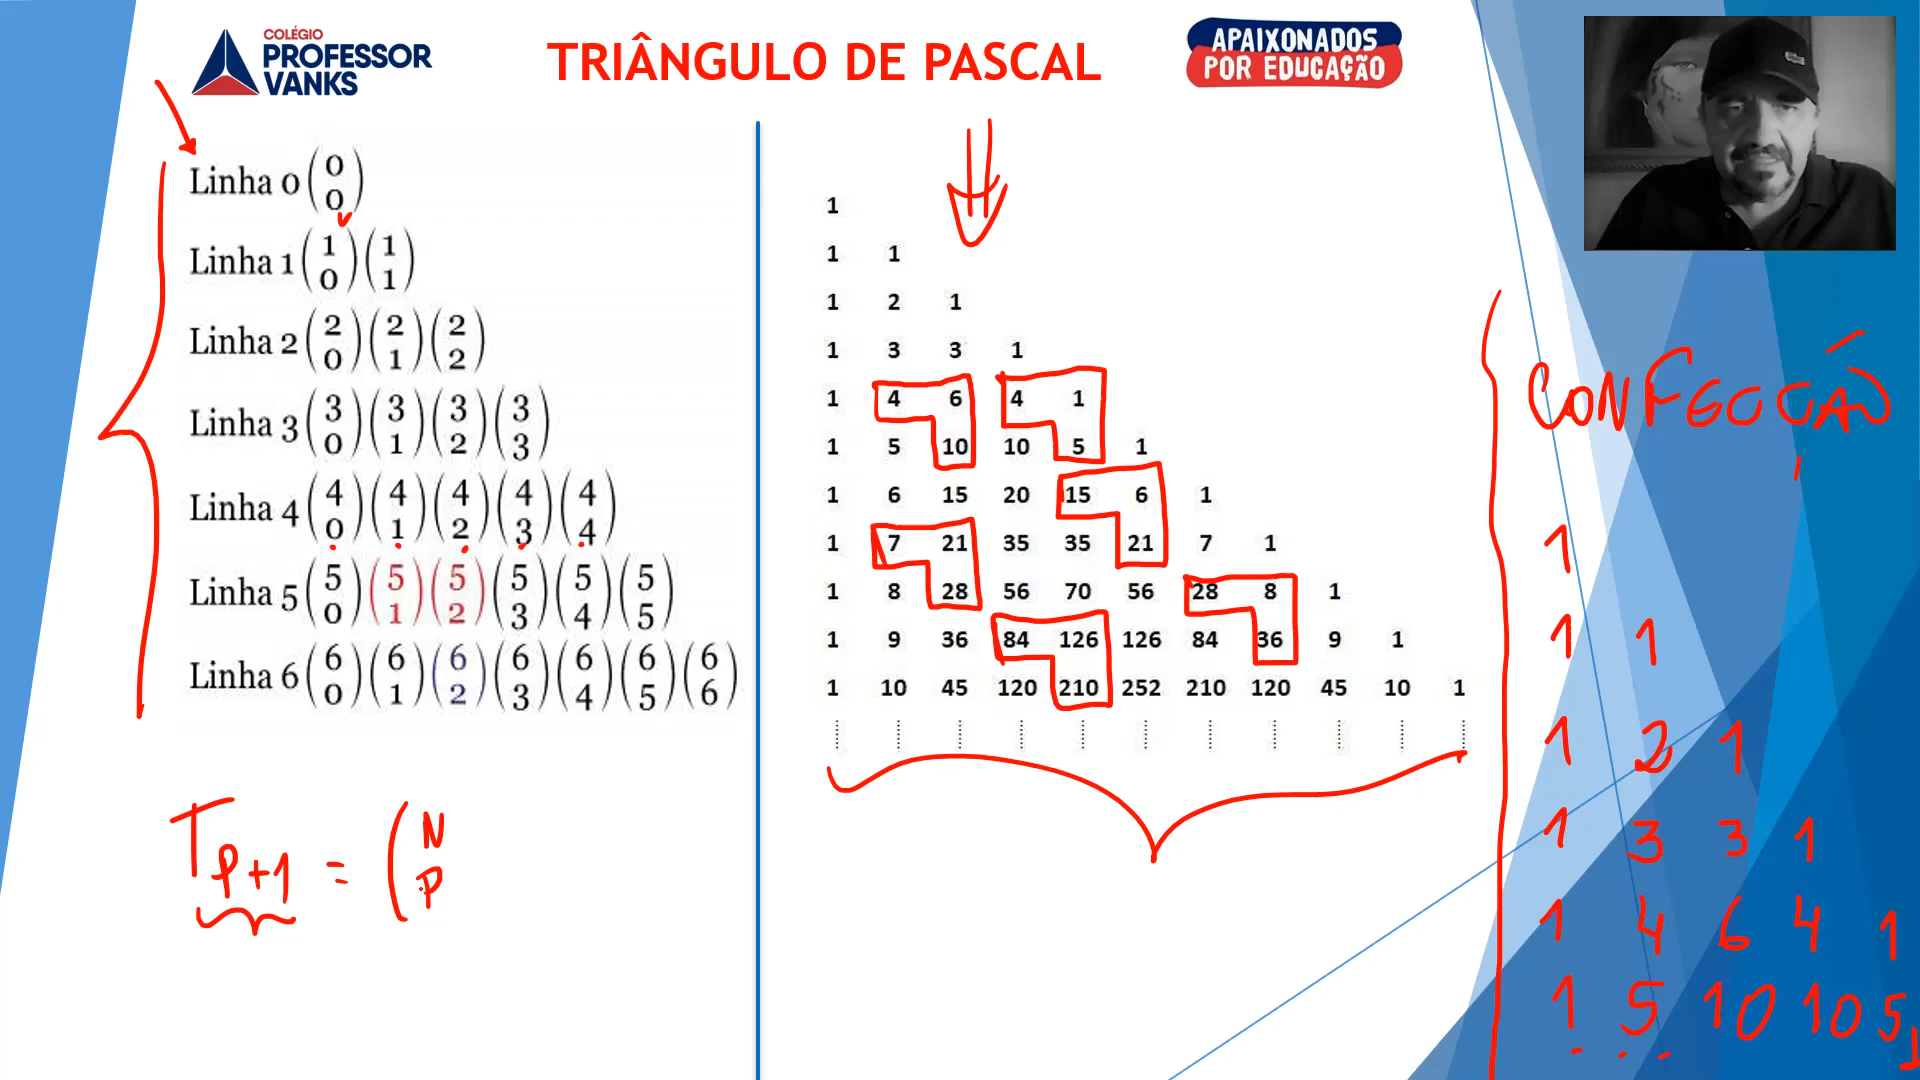 COLÉGIO
PROFESSOR
VANKS
TRIÂNGULO DE PASCAL
APAIXONADOS
POR EDUCAÇÃO
Linha 0 (0 0)
Linha 1 (1 0) (1 1)
Linha 2 (2 0) (2 1) (2 2)
Linha 3 (3 0) (3 1) (3 2) (3 3)
Linha 4 (4 0) (4 1) (4 2) (4 3) (4 4)
Linha 5 (5 0) (5 1) (5 2) (5 3) (5 4) (5 5)
Linha 6 (6 0) (6 1) (6 2) (6 3) (6 4) (6 5) (6 6)
T P+1 = (N P
1
1 1
1 2 1
1 3 3 1
1 4 6 4 1
1 5 10 10 5 1
1 6 15 20 15 6 1
1 7 21 35 35 21 7 1
1 8 28 56 70 56 28 8 1
1 9 36 84 126 126 84 36 9 1
1 10 45 120 210 252 210 120 45 10 1
CONFECÇÃO
1
1 1
1 2 1
1 3 3 1
1 4 6 4 1
1 5 10 10 5 1